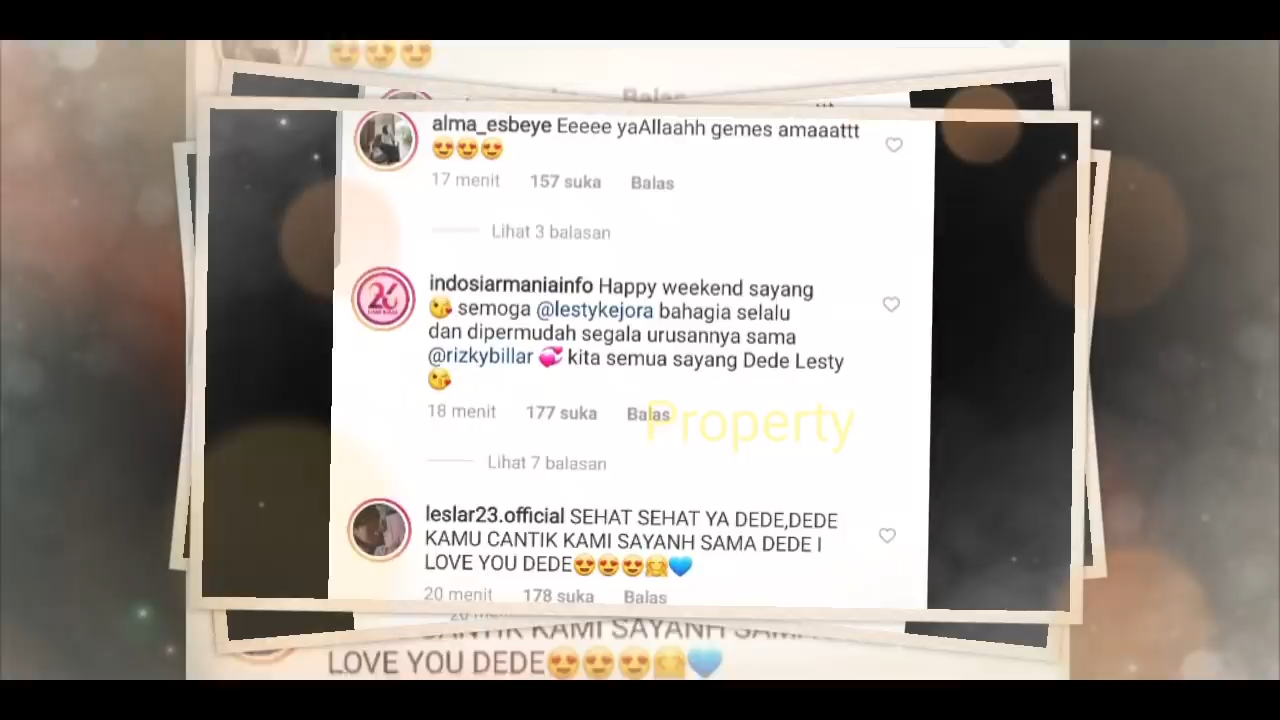 Balas
alma_esbeye Eeeee yaAllaahh gemes amaaattt
😍😍😍
17 menit 157 suka Balas
Lihat 3 balasan
indosiarmaniainfo Happy weekend sayang
😘 semoga @lestykejora bahagia selalu
dan dipermudah segala urusannya sama
@rizkybillar 💞 kita semua sayang Dede Lesty
😘
18 menit 177 suka Balas
Property
Lihat 7 balasan
leslar23.official SEHAT SEHAT YA DEDE,DEDE
KAMU CANTIK KAMI SAYANH SAMA DEDE I
LOVE YOU DEDE😍😍😍🤗💙
20 menit 178 suka Balas
KAMI SAYANH
LOVE YOU DEDE😍😍😍🤗💙